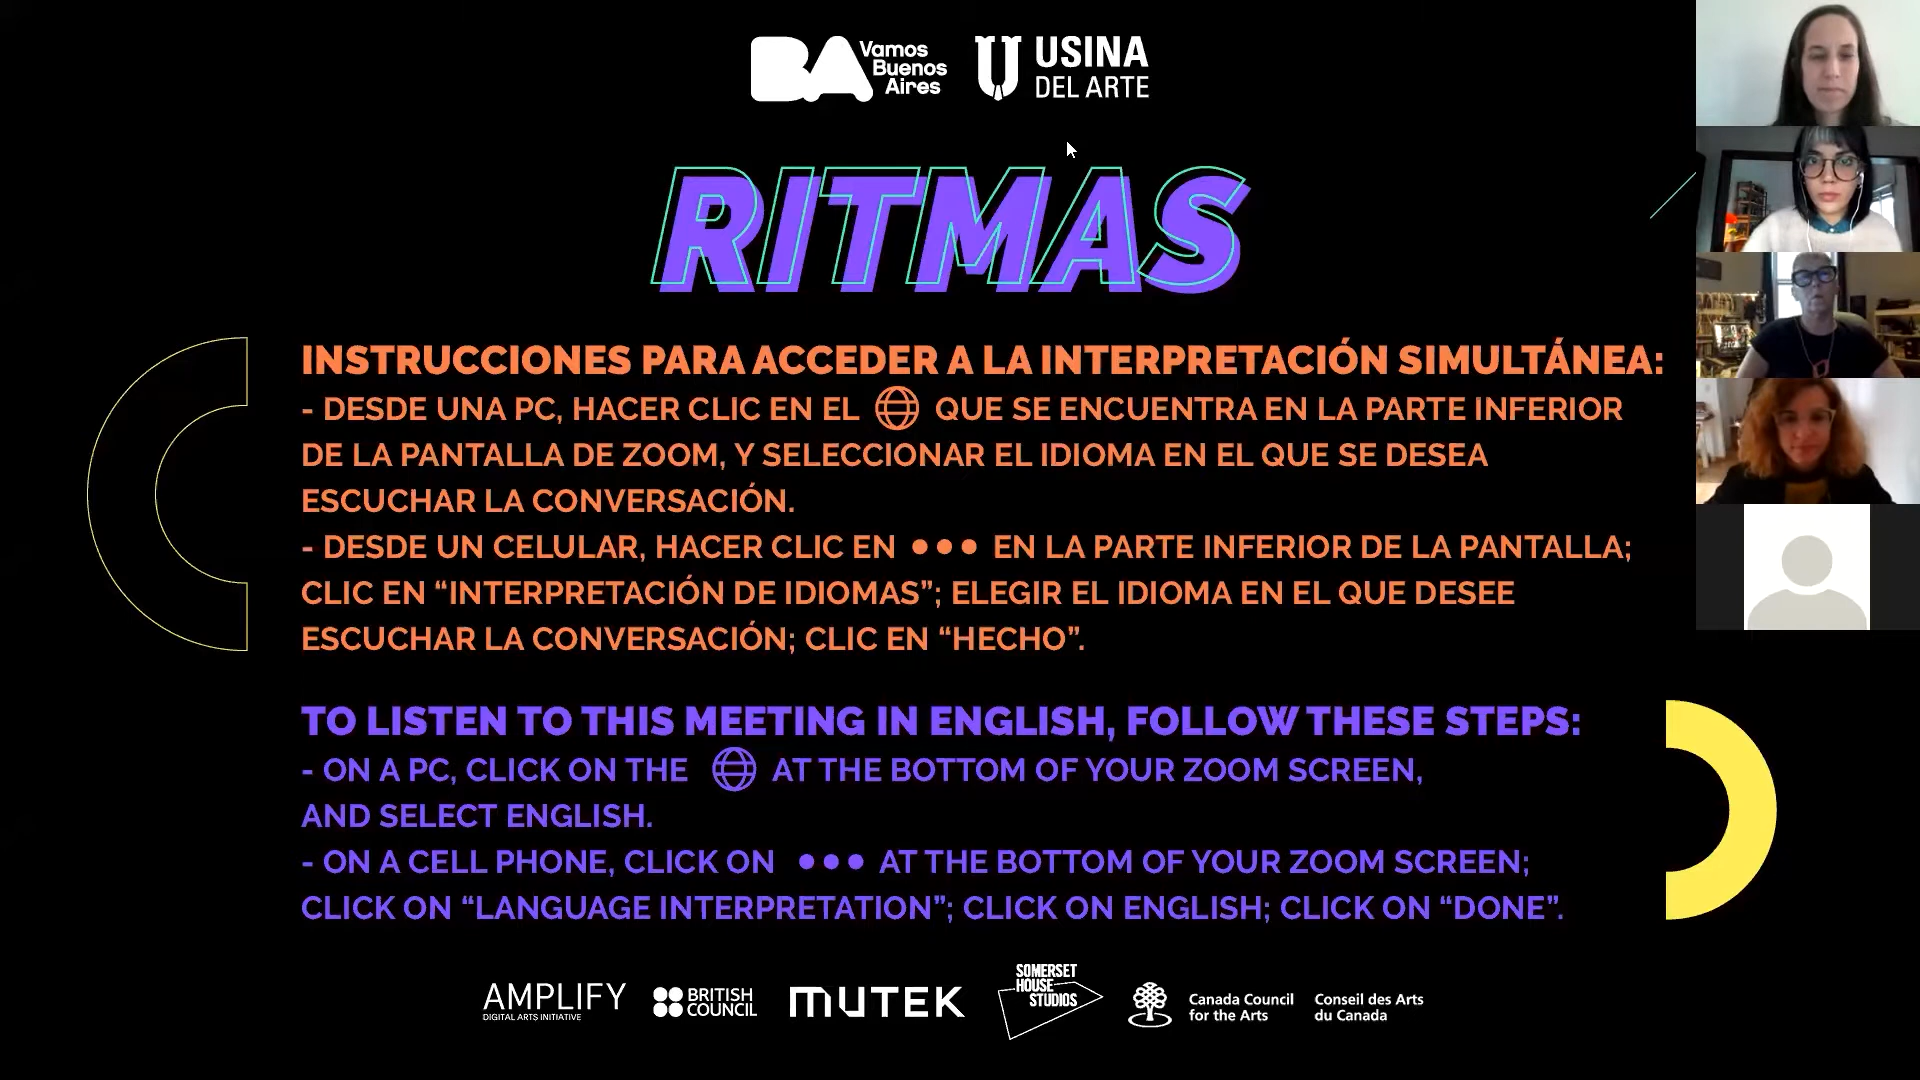 BA Vamos
Buenos
Aires
USINA
DEL ARTE
RITMAS
INSTRUCCIONES PARA ACCEDER A LA INTERPRETACIÓN SIMULTÁNEA:
- DESDE UNA PC, HACER CLIC EN EL QUE SE ENCUENTRA EN LA PARTE INFERIOR
DE LA PANTALLA DE ZOOM, Y SELECCIONAR EL IDIOMA EN EL QUE SE DESEA
ESCUCHAR LA CONVERSACIÓN.
- DESDE UN CELULAR, HACER CLIC EN ••• EN LA PARTE INFERIOR DE LA PANTALLA;
CLIC EN “INTERPRETACIÓN DE IDIOMAS”; ELEGIR EL IDIOMA EN EL QUE DESEE
ESCUCHAR LA CONVERSACIÓN; CLIC EN “HECHO”.
TO LISTEN TO THIS MEETING IN ENGLISH, FOLLOW THESE STEPS:
- ON A PC, CLICK ON THE AT THE BOTTOM OF YOUR ZOOM SCREEN,
AND SELECT ENGLISH.
- ON A CELL PHONE, CLICK ON ••• AT THE BOTTOM OF YOUR ZOOM SCREEN;
CLICK ON “LANGUAGE INTERPRETATION”; CLICK ON ENGLISH; CLICK ON “DONE”.
AMPLIFY
DIGITAL ARTS INITIATIVE
BRITISH
COUNCIL
MUTEK
SOMERSET
HOUSE
STUDIOS
Canada Council
for the Arts
Conseil des Arts
du Canada